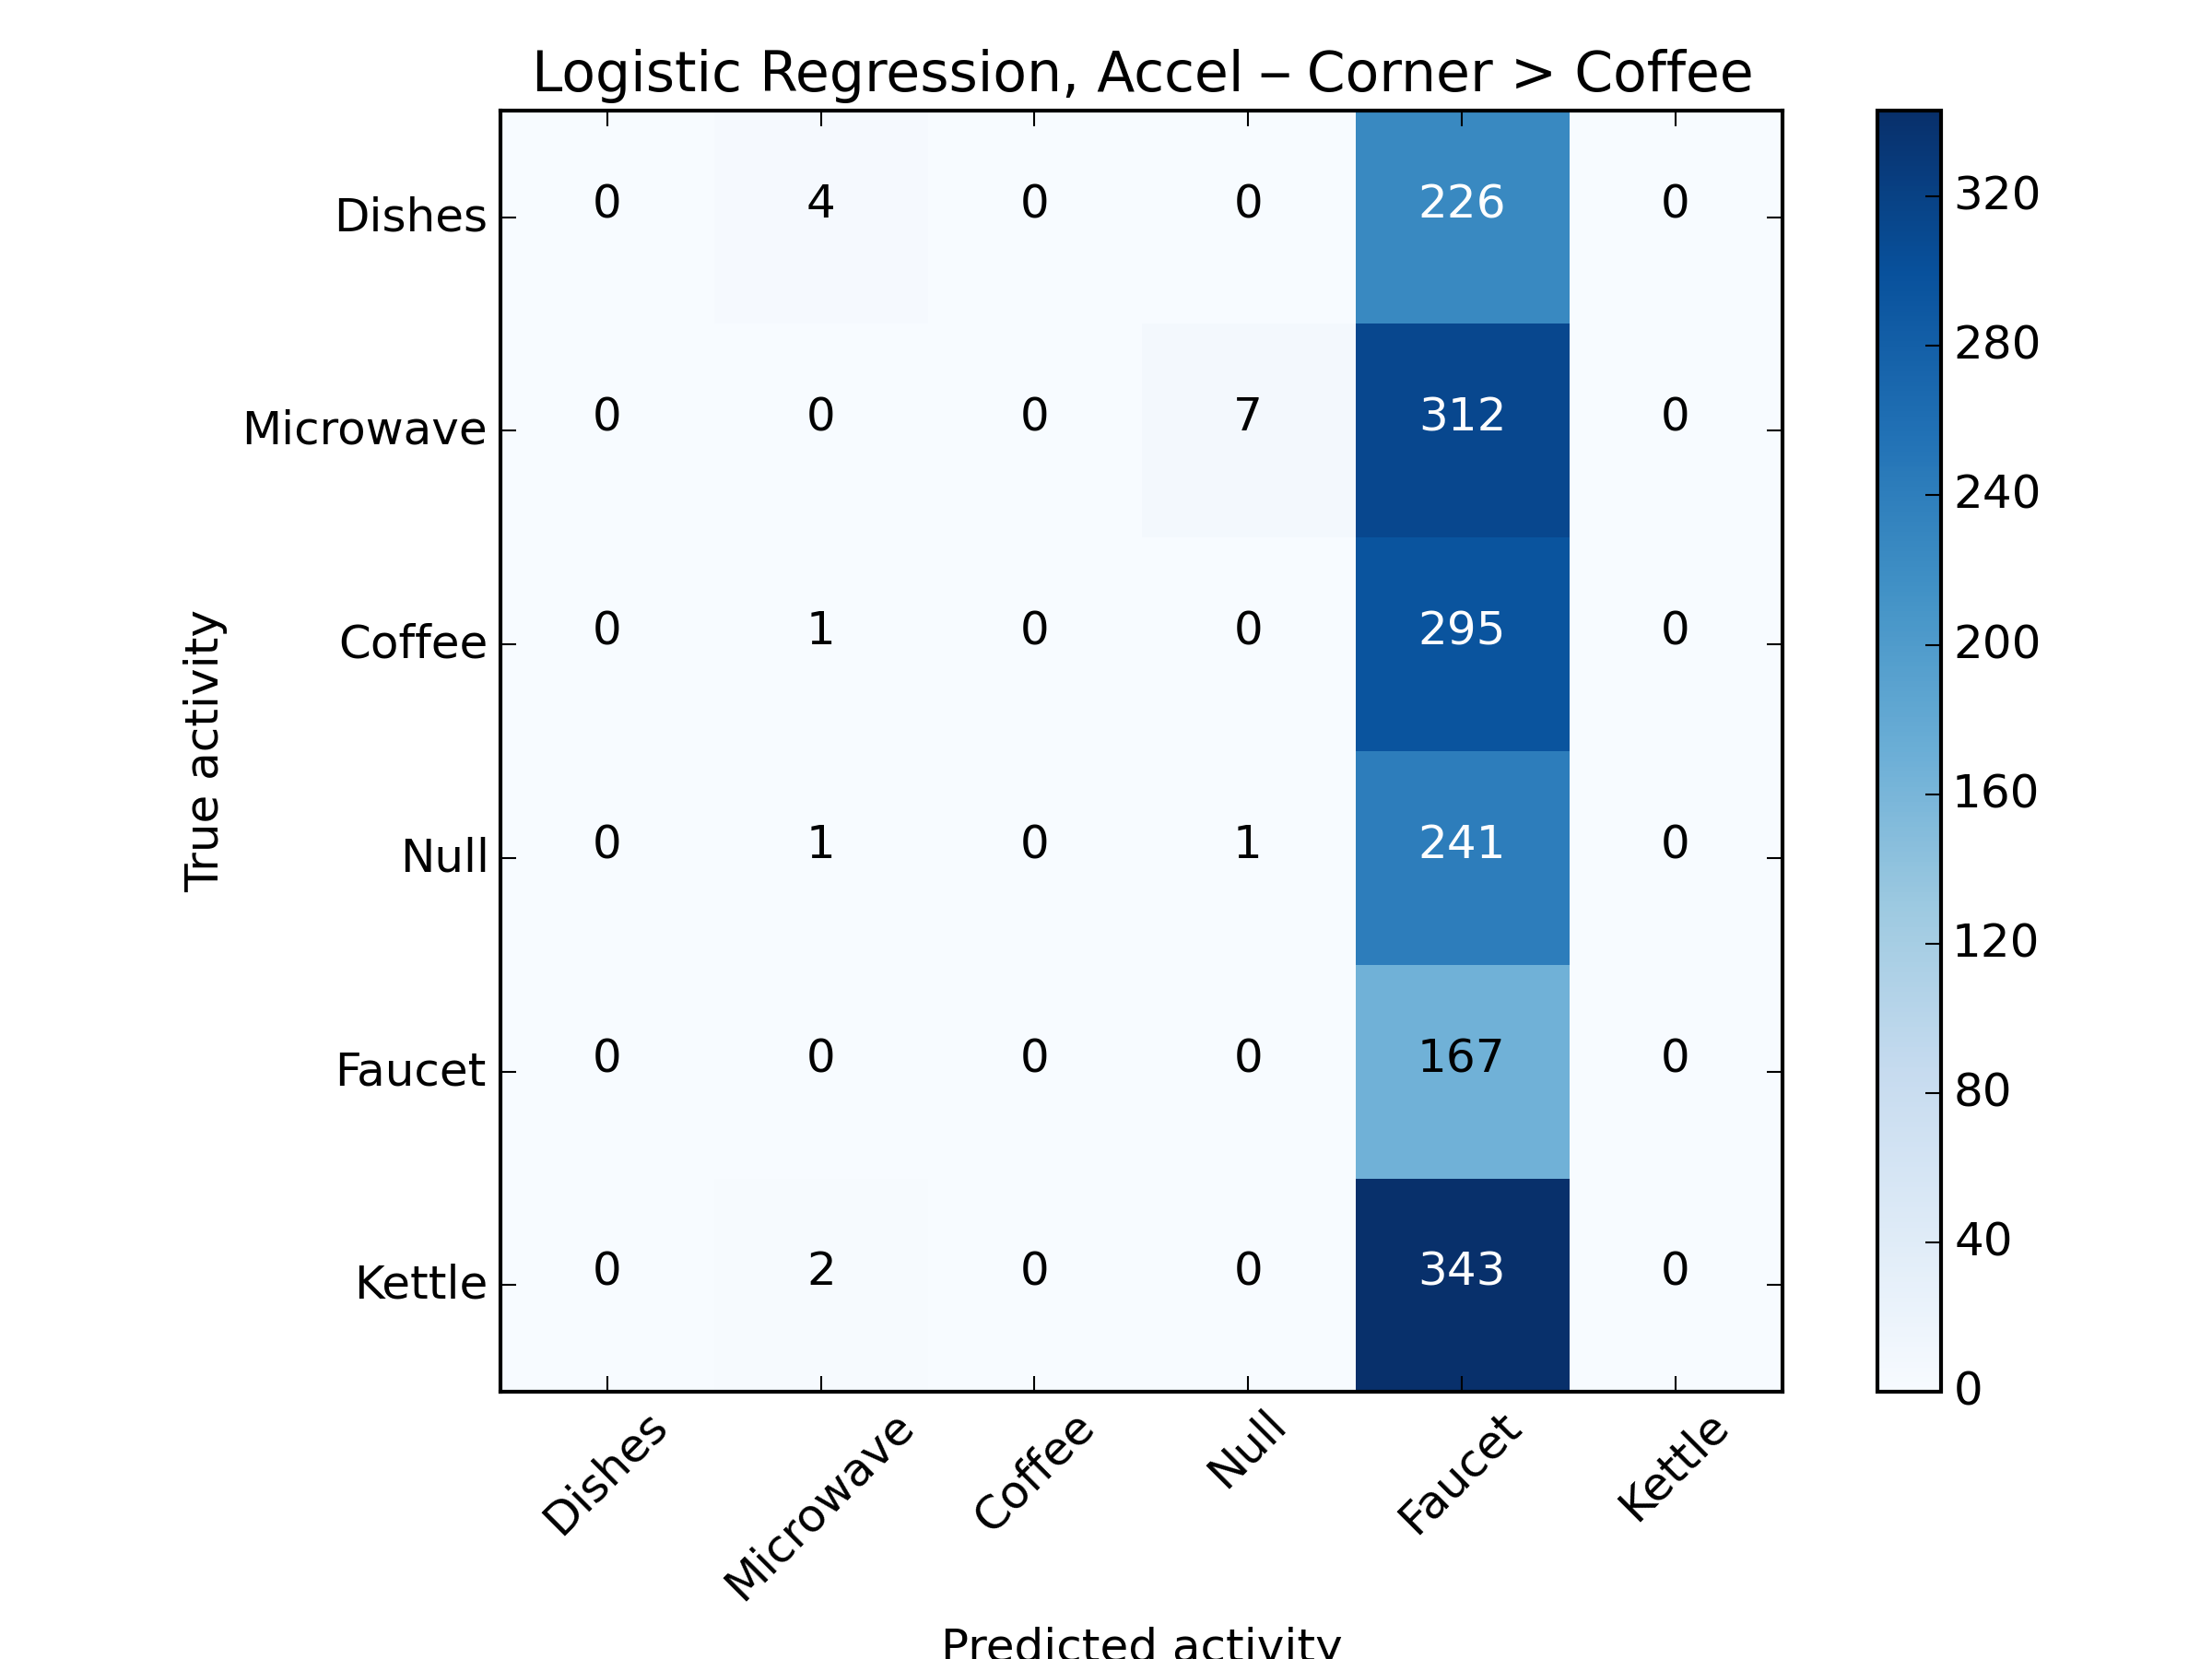 Logistic Regression, Accel – Corner > Coffee
Dishes 0 4 0 0 226 0
Microwave 0 0 0 7 312 0
Coffee 0 1 0 0 295 0
Null 0 1 0 1 241 0
Faucet 0 0 0 0 167 0
Kettle 0 2 0 0 343 0
True activity
Dishes Microwave Coffee Null Faucet Kettle
Predicted activity
320
280
240
200
160
120
80
40
0